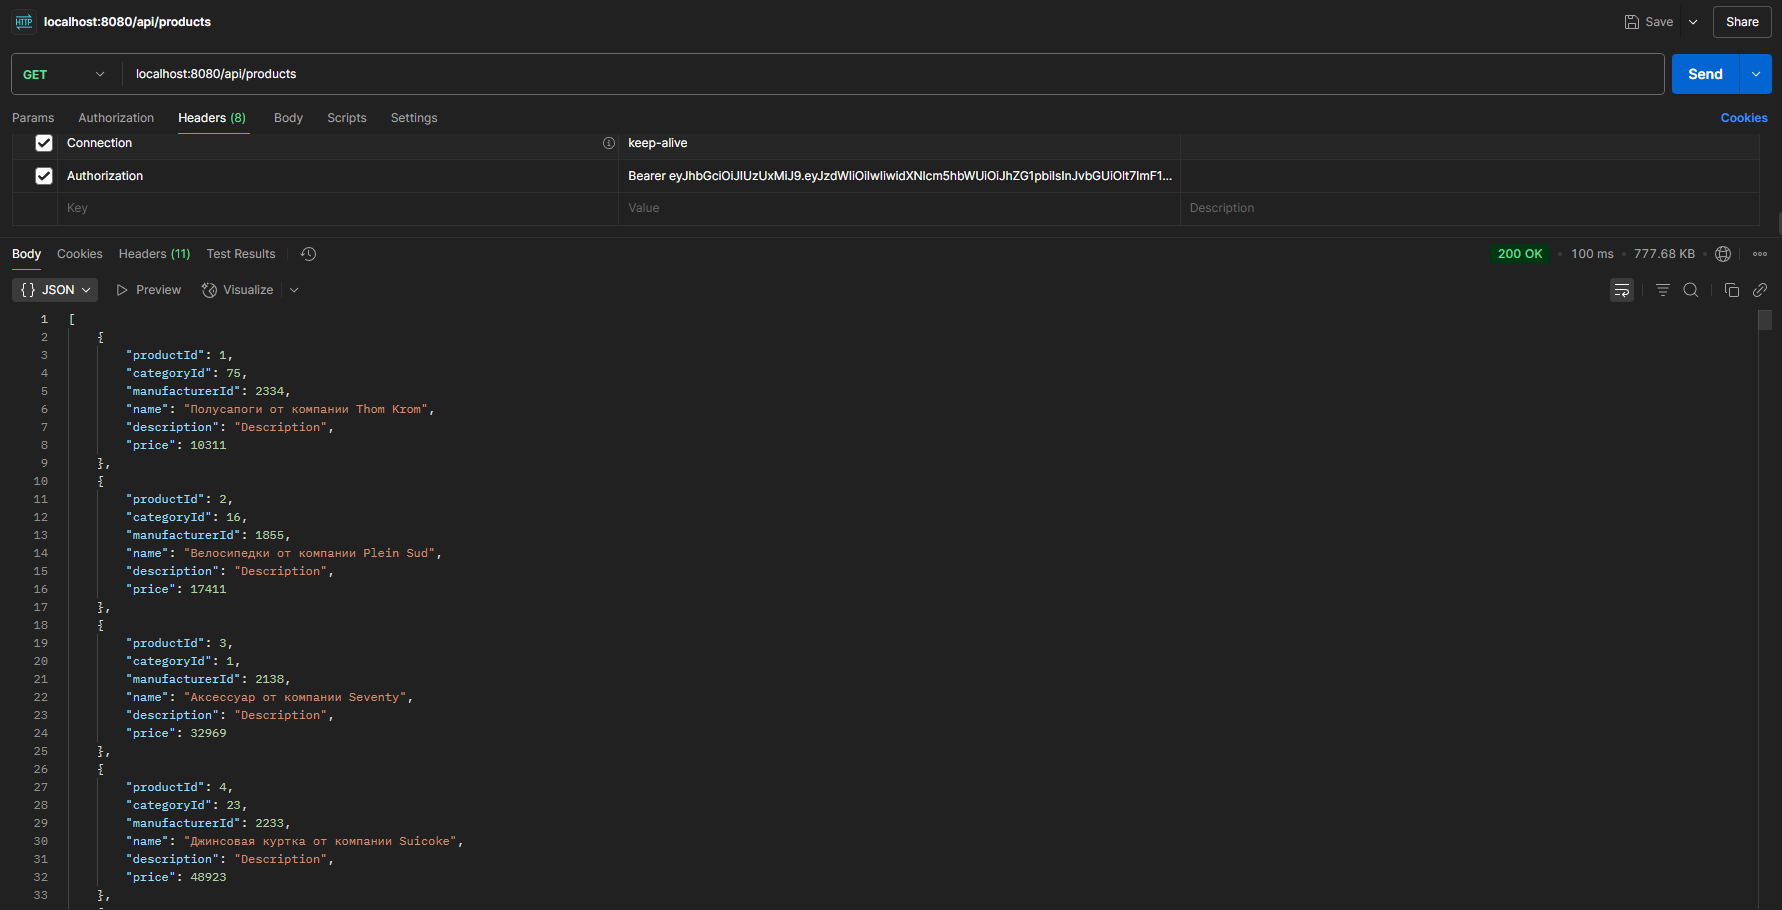 HTTP localhost:8080/api/products Save Share
GET localhost:8080/api/products Send
Params Authorization Headers (8) Body Scripts Settings Cookies
Connection keep-alive
Authorization Bearer
Key Value Description
Body Cookies Headers (11) Test Results 200 OK • 100 ms • 777.68 KB
{} JSON Preview Visualize
1 [
2 {
3 "productId": 1,
4 "categoryId": 75,
5 "manufacturerId": 2334,
6 "name": "Полусапоги от компании Thom Krom",
7 "description": "Description",
8 "price": 10311
9 },
10 {
11 "productId": 2,
12 "categoryId": 16,
13 "manufacturerId": 1855,
14 "name": "Велосипедки от компании Plein Sud",
15 "description": "Description",
16 "price": 17411
17 },
18 {
19 "productId": 3,
20 "categoryId": 1,
21 "manufacturerId": 2138,
22 "name": "Аксессуар от компании Seventy",
23 "description": "Description",
24 "price": 32969
25 },
26 {
27 "productId": 4,
28 "categoryId": 23,
29 "manufacturerId": 2233,
30 "name": "Джинсовая куртка от компании Suicoke",
31 "description": "Description",
32 "price": 48923
33 },